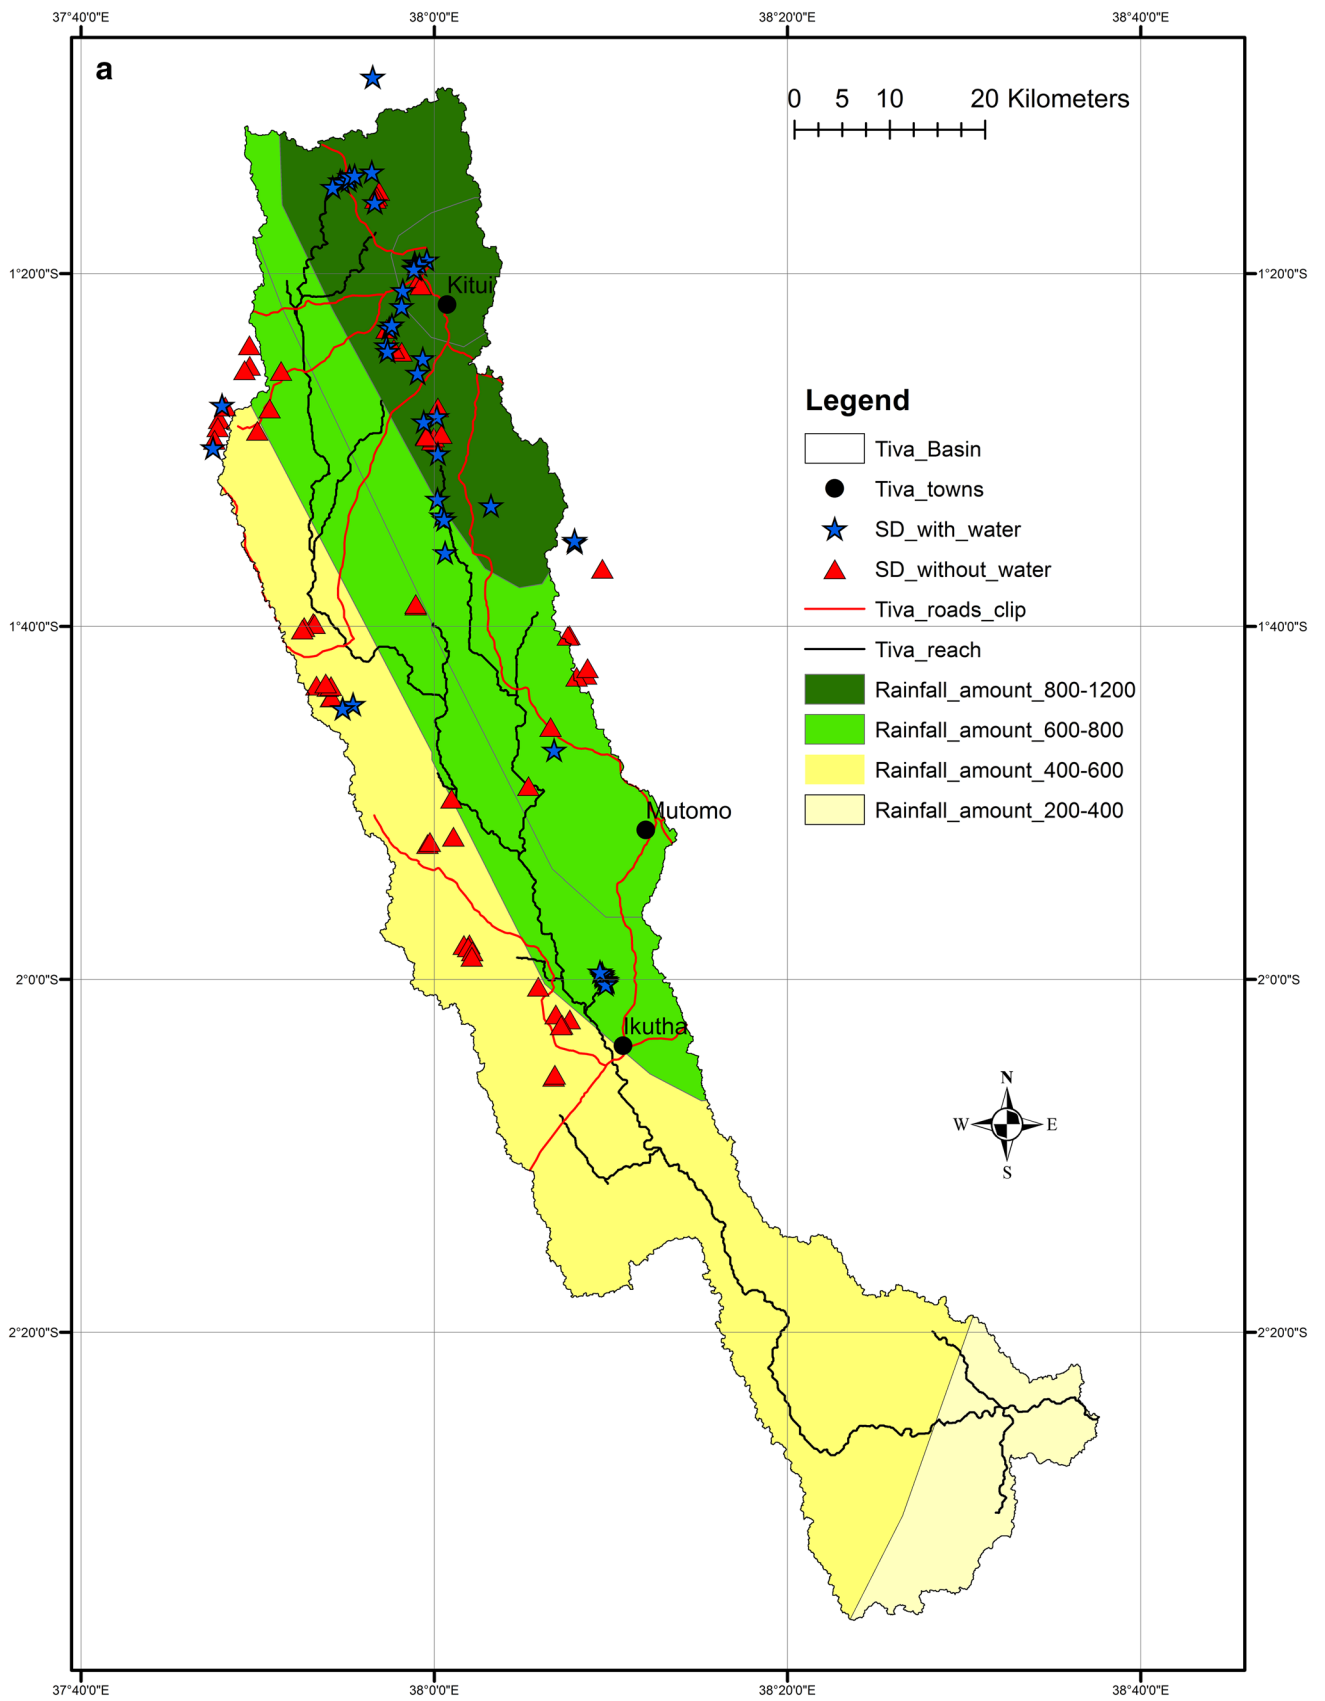 37°40'0"E 38°0'0"E 38°20'0"E 38°40'0"E
a
0 5 10 20 Kilometers
1°20'0"S 1°20'0"S
Kitui
Legend
Tiva_Basin
Tiva_towns
SD_with_water
SD_without_water
Tiva_roads_clip
1°40'0"S 1°40'0"S
Tiva_reach
Rainfall_amount_800-1200
Rainfall_amount_600-800
Rainfall_amount_400-600
Rainfall_amount_200-400
Mutomo
2°0'0"S 2°0'0"S
Ikutha
N
W E
S
2°20'0"S 2°20'0"S
37°40'0"E 38°0'0"E 38°20'0"E 38°40'0"E